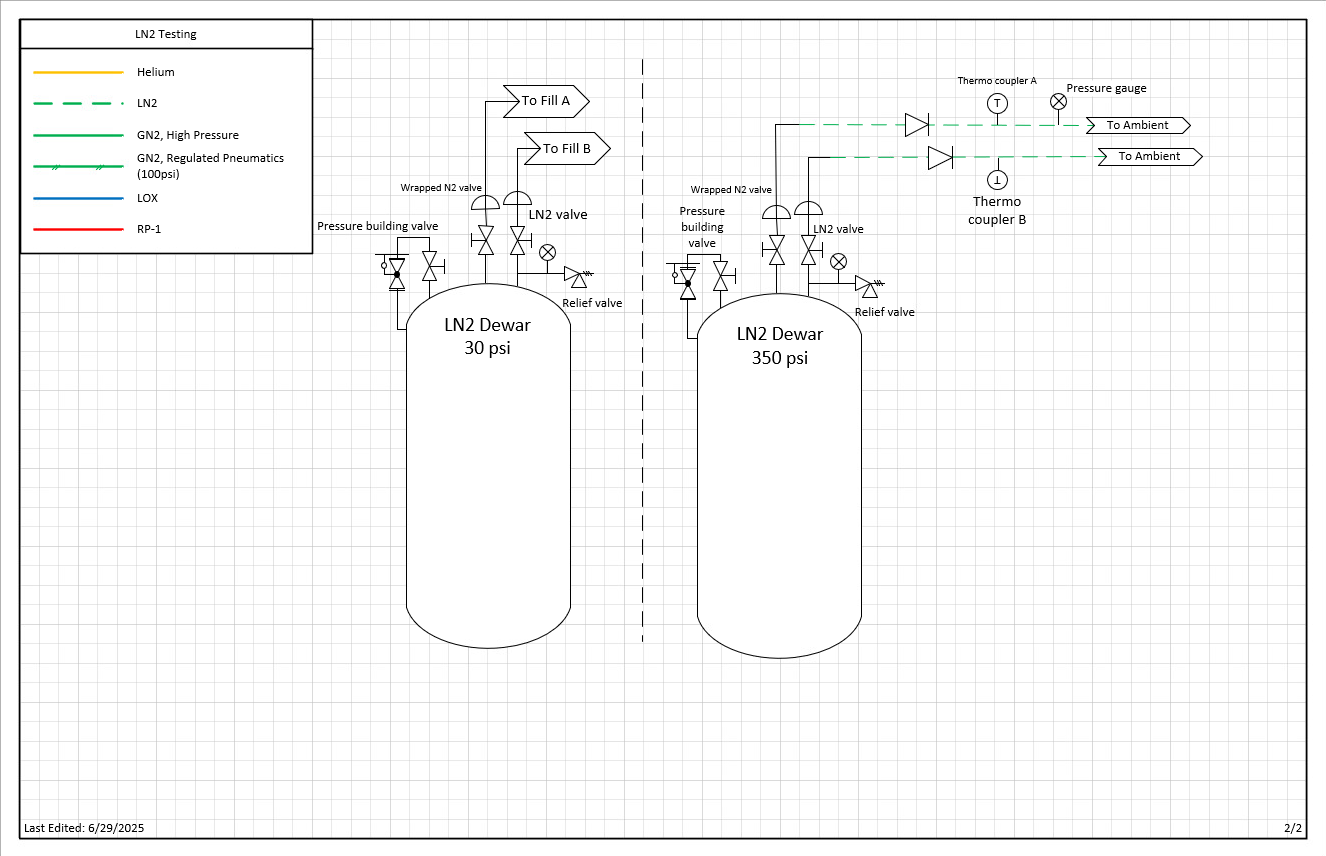 LN2 Testing
Helium
LN2
GN2, High Pressure
GN2, Regulated Pneumatics
(100psi)
LOX
RP-1
To Fill A
To Fill B
Wrapped N2 valve
LN2 valve
Pressure building valve
Relief valve
LN2 Dewar
30 psi
Thermo coupler A
T
Pressure gauge
To Ambient
To Ambient
T
Thermo
coupler B
Wrapped N2 valve
Pressure
building
valve
LN2 valve
Relief valve
LN2 Dewar
350 psi
Last Edited: 6/29/2025
2/2